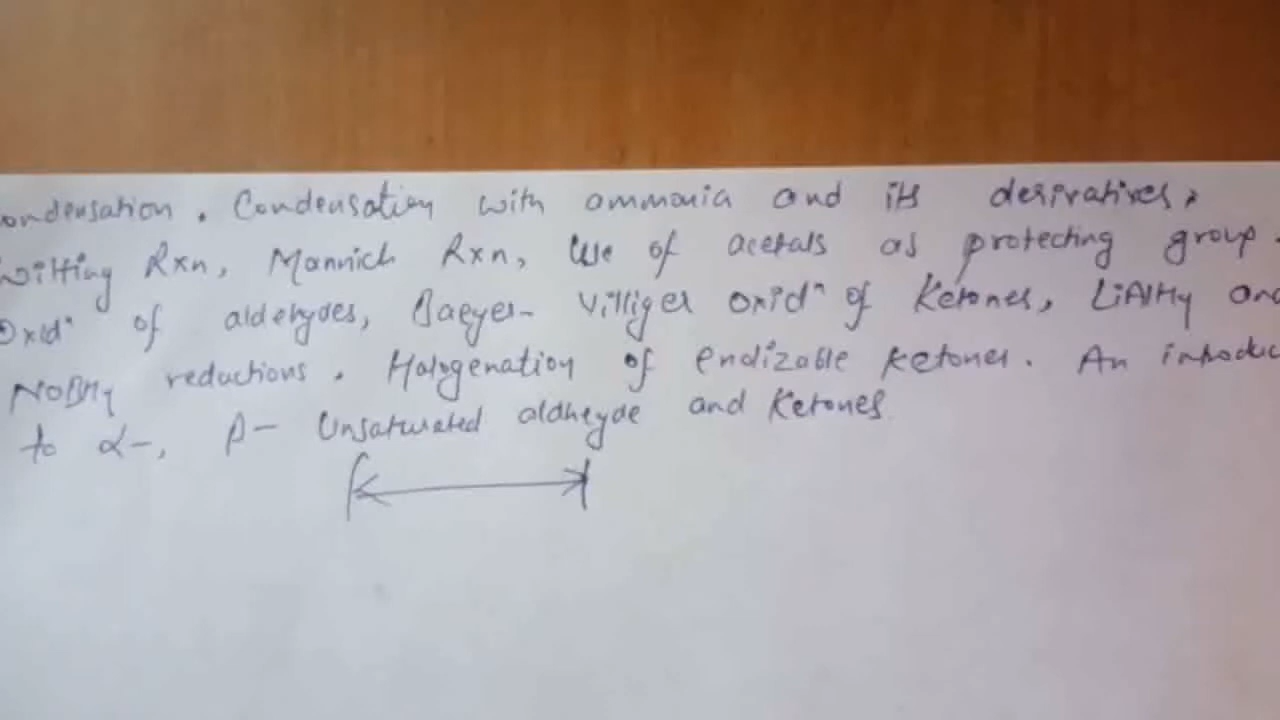 ondensation. Condensation with ammonia and its derivatives,
Wittting Rxn, Mannich Rxn, Use of acetals as protecting group.
Oxidⁿ of aldehydes, Baeyer- Villiger oxidⁿ of Ketones, LiAlH4 and
NaBH4 reductions. Halogenation of enolizable ketones. An introduc
to α-, β- Unsaturated aldheyde and Ketones